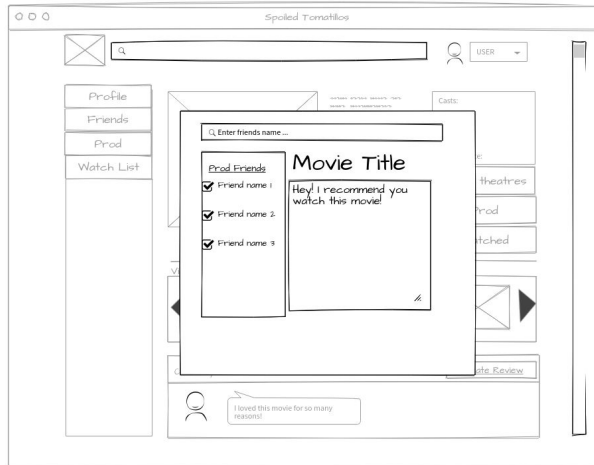 Spoiled Tomatillos
USER
Profile
Friends
Prod
Watch List
Casts:
theatres
Prod
Enter friends name ...
Prod Friends
Friend name 1
Friend name 2
Friend name 3
Movie Title
Hey! I recommend you
watch this movie!
Review
I loved this movie for so many
reasons!